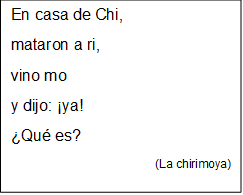 En casa de Chi,
mataron a ri,
vino mo
y dijo: ¡ya!
¿Qué es?
(La chirimoya)